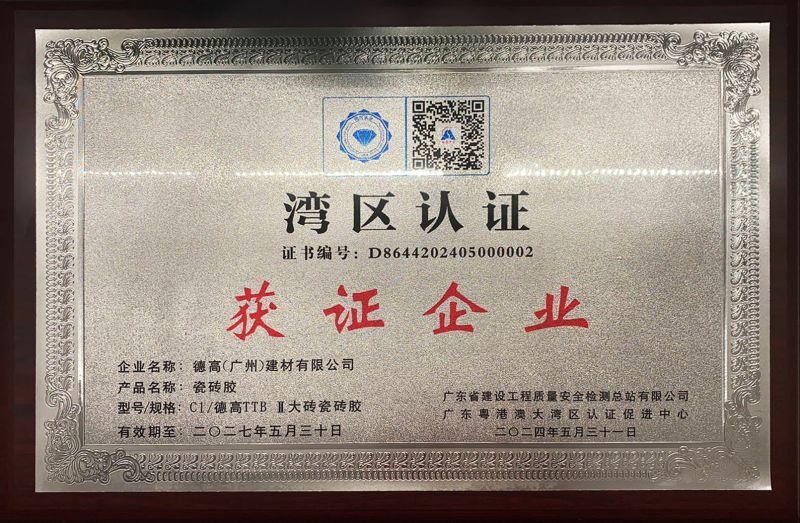 湾区认证
证书编号：D8644202405000002
获证企业
企业名称：德高(广州)建材有限公司
产品名称：瓷砖胶
型号/规格：C1/德高TTB Ⅱ大砖瓷砖胶
有效期至：二〇二七年五月三十日
广东省建设工程质量安全检测总站有限公司
广东粤港澳大湾区认证促进中心
二〇二四年五月三十一日